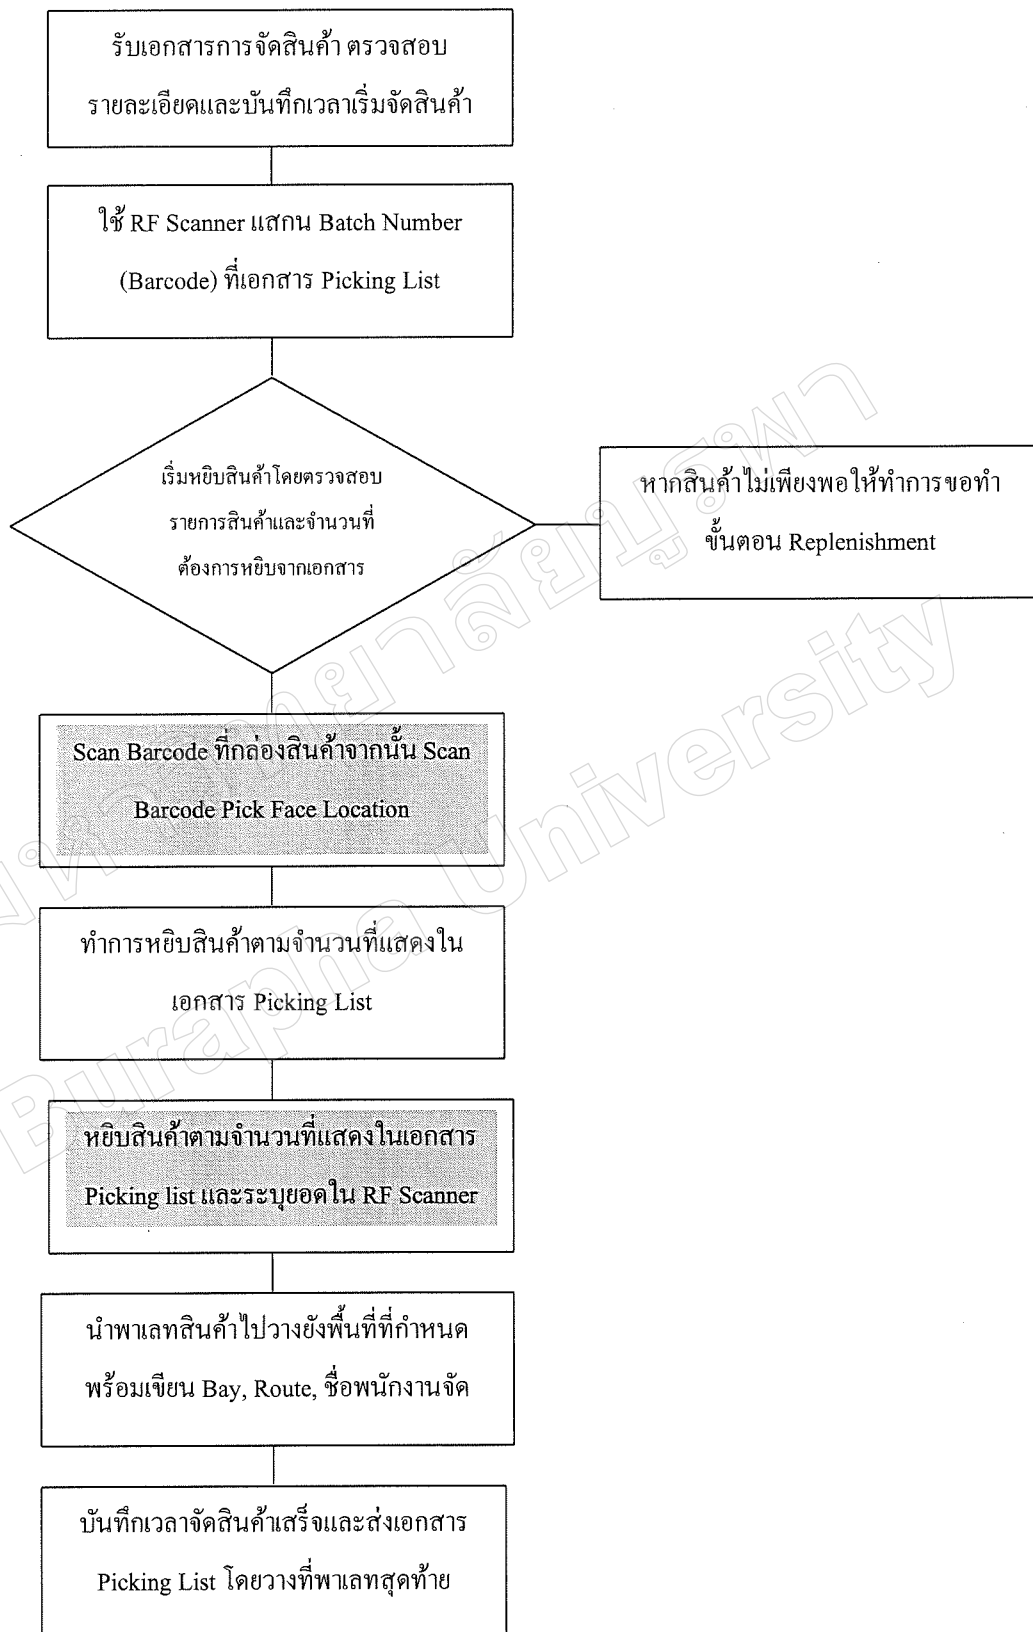 รับเอกสารการจัดสินค้า ตรวจสอบ
รายละเอียดและบันทึกเวลาเริ่มจัดสินค้า
ใช้ RF Scanner แสกน Batch Number
(Barcode) ที่เอกสาร Picking List
เริ่มหยิบสินค้าโดยตรวจสอบ
รายการสินค้าและจำนวนที่
ต้องการหยิบจากเอกสาร
หากสินค้าไม่เพียงพอให้ทำการขอทำ
ขั้นตอน Replenishment
Scan Barcode ที่กล่องสินค้าจากนั้น Scan
Barcode Pick Face Location
ทำการหยิบสินค้าตามจำนวนที่แสดงใน
เอกสาร Picking List
หยิบสินค้าตามจำนวนที่แสดงในเอกสาร
Picking list และระบุยอดใน RF Scanner
นำพาเลทสินค้าไปวางยังพื้นที่ที่กำหนด
พร้อมเขียน Bay, Route, ชื่อพนักงานจัด
บันทึกเวลาจัดสินค้าเสร็จและส่งเอกสาร
Picking List โดยวางที่พาเลทสุดท้าย
มหาวิทยาลัยบูรพา
Burapha University